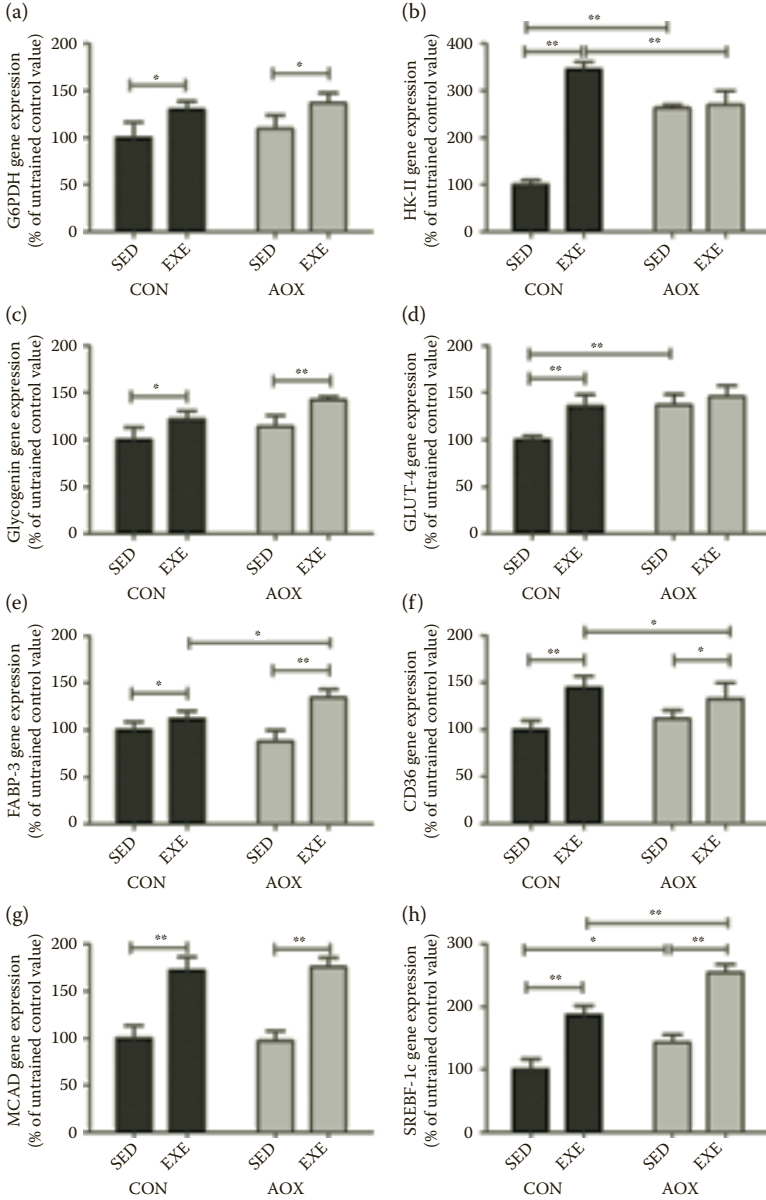 (a)
G6PDH gene expression
(% of untrained control value)
200
150
100
50
0
*
*
SED
EXE
SED
EXE
CON
AOX
(b)
HK-II gene expression
(% of untrained control value)
400
300
200
100
0
**
**
**
SED
EXE
SED
EXE
CON
AOX
(c)
Glycogenin gene expression
(% of untrained control value)
200
150
100
50
0
*
**
SED
EXE
SED
EXE
CON
AOX
(d)
GLUT-4 gene expression
(% of untrained control value)
200
150
100
50
0
**
**
SED
EXE
SED
EXE
CON
AOX
(e)
FABP-3 gene expression
(% of untrained control value)
200
150
100
50
0
*
*
**
SED
EXE
SED
EXE
CON
AOX
(f)
CD36 gene expression
(% of untrained control value)
200
150
100
50
0
*
**
*
SED
EXE
SED
EXE
CON
AOX
(g)
MCAD gene expression
(% of untrained control value)
200
150
100
50
0
**
**
SED
EXE
SED
EXE
CON
AOX
(h)
SREBF-1c gene expression
(% of untrained control value)
300
200
100
0
**
*
**
**
SED
EXE
SED
EXE
CON
AOX